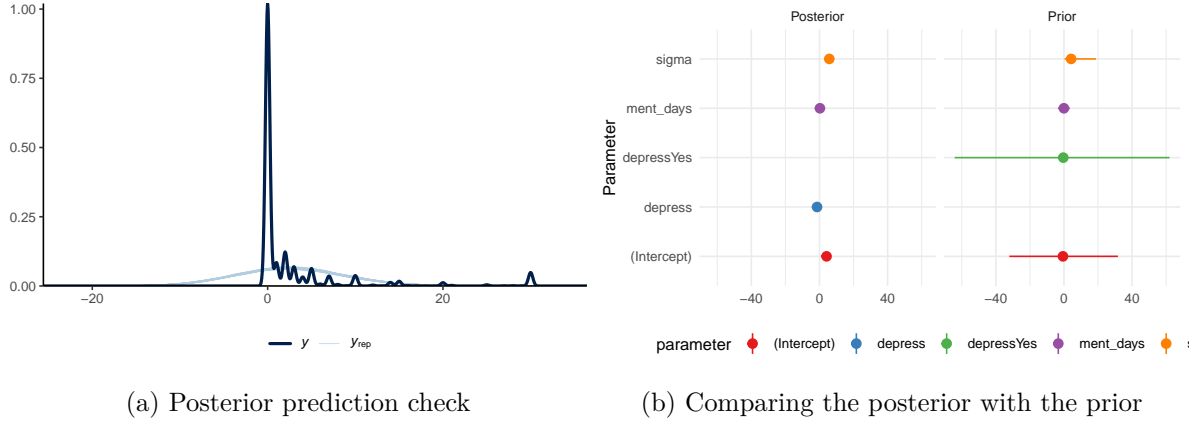 1.00
0.75
0.50
0.25
0.00
−20
0
20
y
yrep
(a) Posterior prediction check
Posterior
Prior
Parameter
sigma
ment_days
depressYes
depress
(Intercept)
−40
0
40
−40
0
40
parameter
(Intercept)
depress
depressYes
ment_days
s
(b) Comparing the posterior with the prior